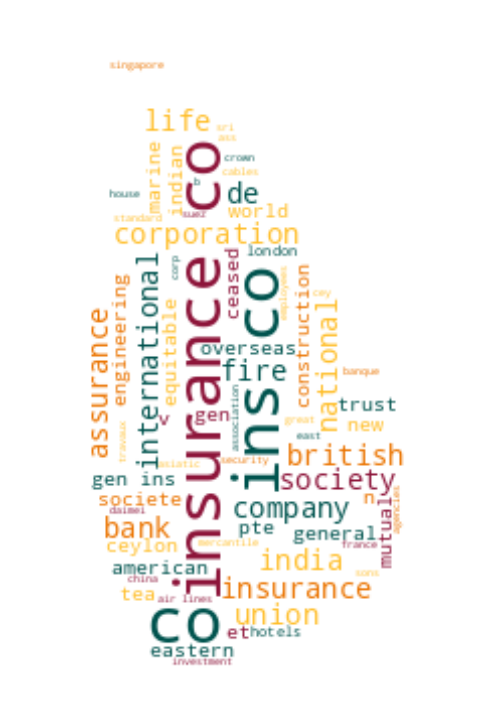 singapore
life
sri
ass
co
marine
indian
crown
cables
b
house
de
suez
world
standard
corporation
london
international
corp
insurance
ceased
co
employees
construction
cey
engineering
equitable
national
assurance
overseas
fire
banque
association
trust
v
gen
great
new
travaux
ins
east
asiatic
security
british
gen ins
society
societe
n
agencies
daimei
company
bank
pte
general
mutual
ceylon
mercantile
france
india
american
china
sons
tea
air lines
insurance
co
union
et
hotels
eastern
investment